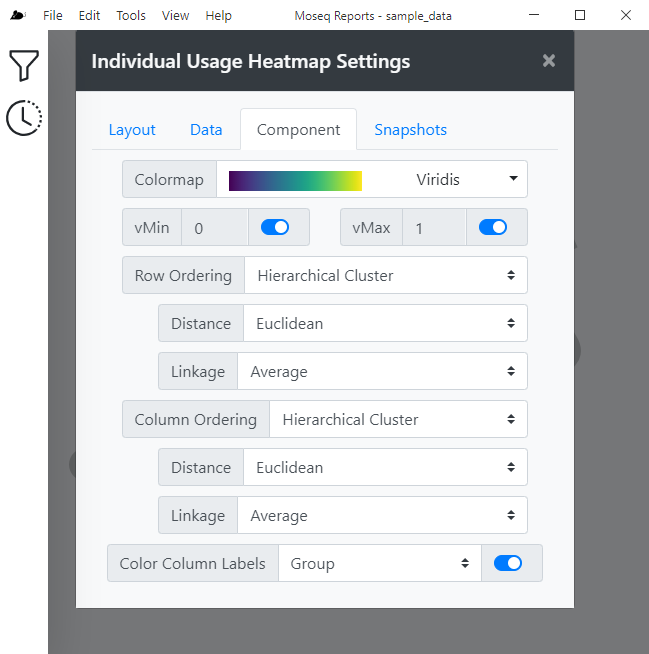 File Edit Tools View Help Moseq Reports - sample_data
Individual Usage Heatmap Settings ×
Layout Data Component Snapshots
Colormap Viridis
vMin 0 vMax 1
Row Ordering Hierarchical Cluster
Distance Euclidean
Linkage Average
Column Ordering Hierarchical Cluster
Distance Euclidean
Linkage Average
Color Column Labels Group